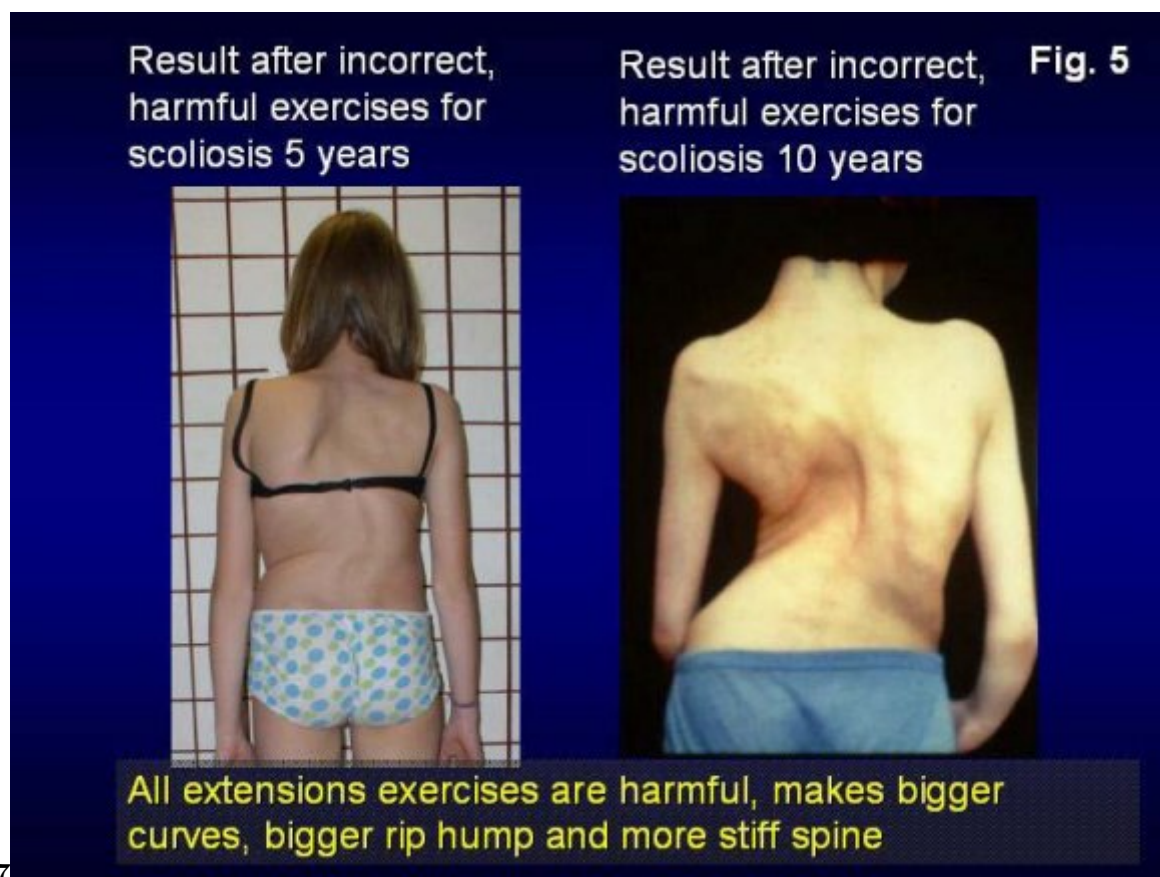 Result after incorrect,
harmful exercises for
scoliosis 5 years
Result after incorrect,
harmful exercises for
scoliosis 10 years
Fig. 5
All extensions exercises are harmful, makes bigger
curves, bigger rip hump and more stiff spine
7